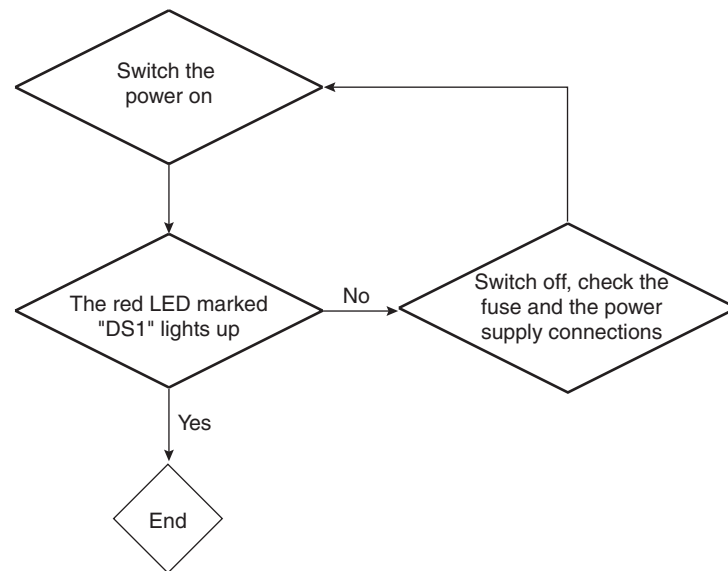 Switch the
power on
The red LED marked
"DS1" lights up
No
Switch off, check the
fuse and the power
supply connections
Yes
End